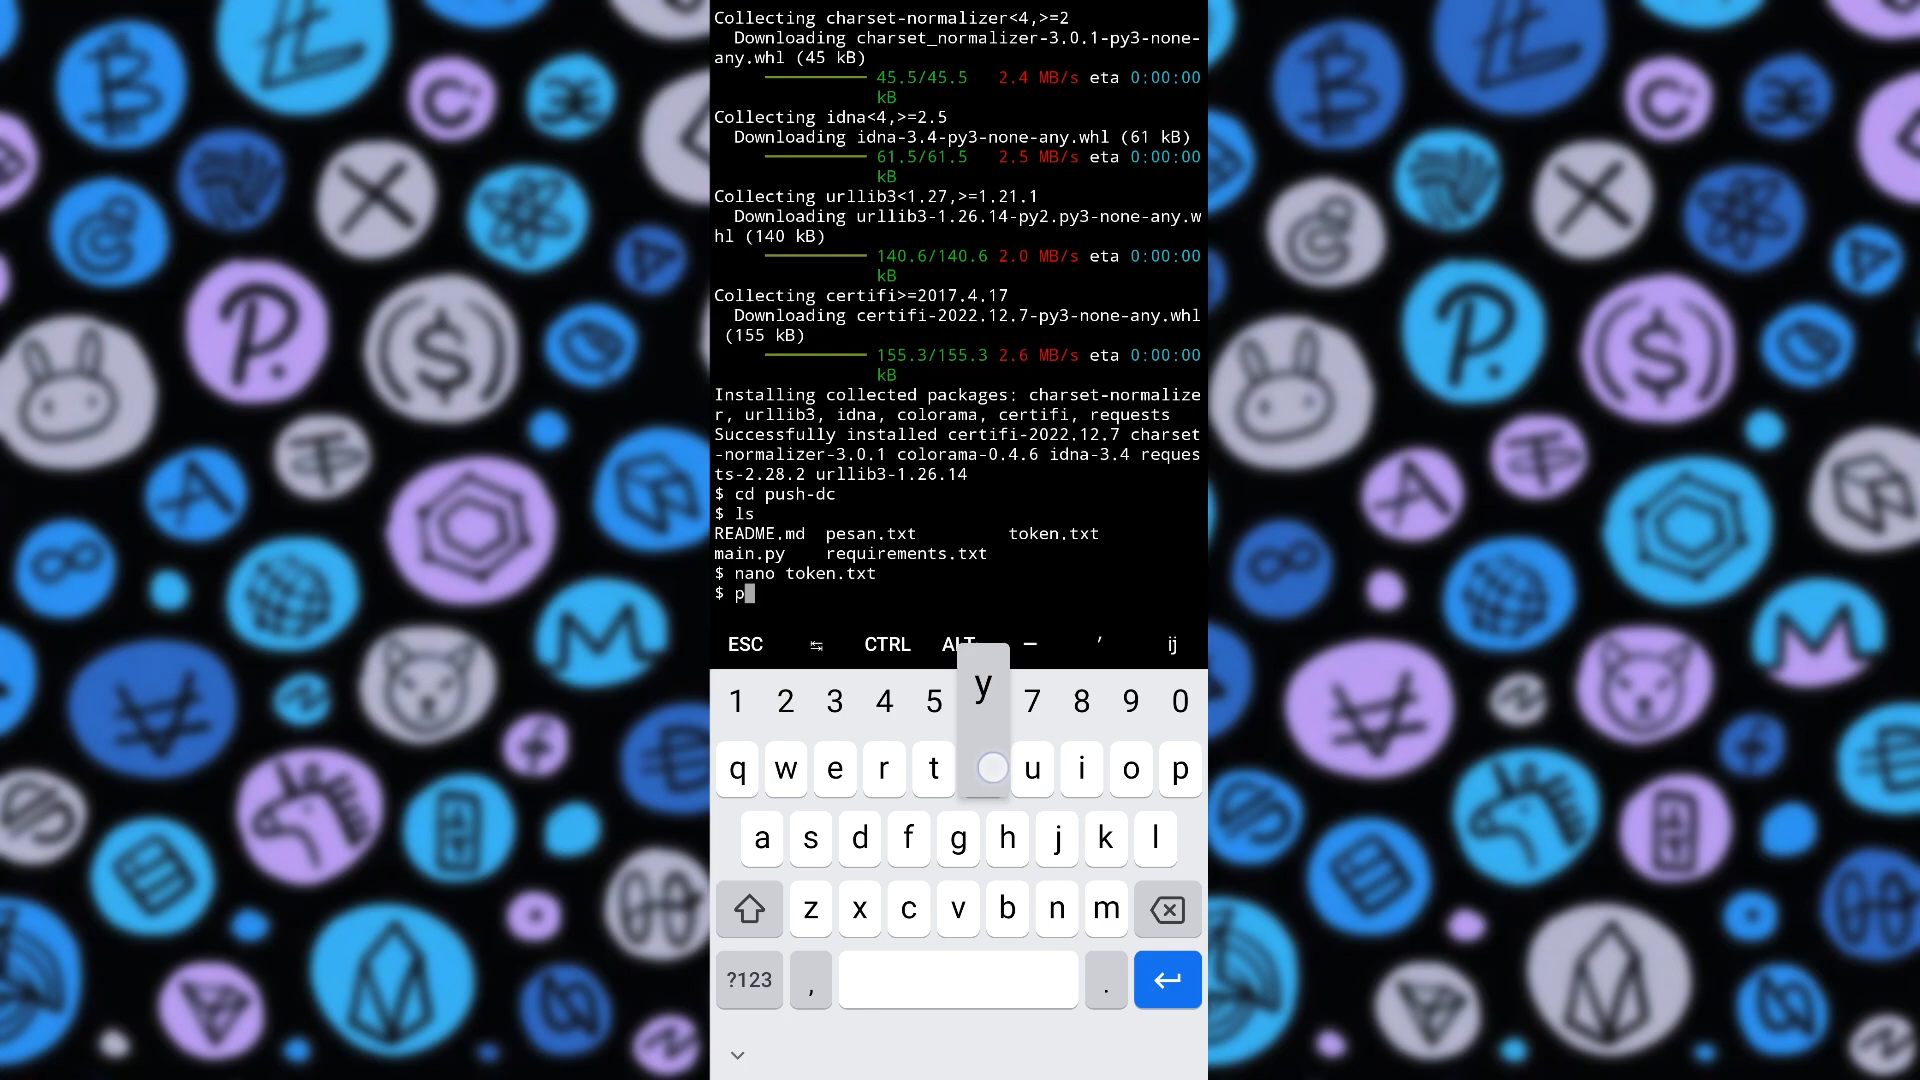 Collecting charset-normalizer<4,>=2
Downloading charset_normalizer-3.0.1-py3-none-
any.whl (45 kB)
45.5/45.5 2.4 MB/s eta 0:00:00
kB
Collecting idna<4,>=2.5
Downloading idna-3.4-py3-none-any.whl (61 kB)
61.5/61.5 2.5 MB/s eta 0:00:00
kB
Collecting urllib3<1.27,>=1.21.1
Downloading urllib3-1.26.14-py2.py3-none-any.w
hl (140 kB)
140.6/140.6 2.0 MB/s eta 0:00:00
kB
Collecting certifi>=2017.4.17
Downloading certifi-2022.12.7-py3-none-any.whl
(155 kB)
155.3/155.3 2.6 MB/s eta 0:00:00
kB
Installing collected packages: charset-normalize
r, urllib3, idna, colorama, certifi, requests
Successfully installed certifi-2022.12.7 charset
-normalizer-3.0.1 colorama-0.4.6 idna-3.4 reques
ts-2.28.2 urllib3-1.26.14
$ cd push-dc
$ ls
README.md pesan.txt token.txt
main.py requirements.txt
$ nano token.txt
$ p
ESC ↹ CTRL ALT — ′ ij
1 2 3 4 5 y 7 8 9 0
q w e r t u i o p
a s d f g h j k l
z x c v b n m
?123 , .